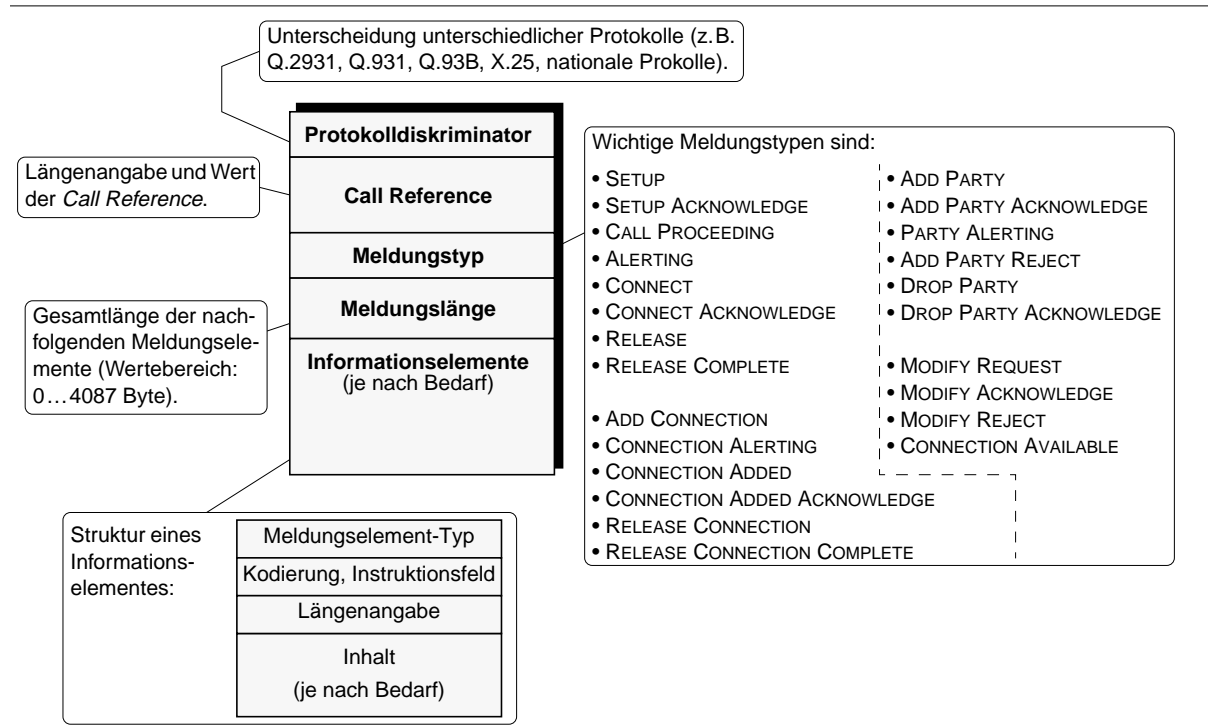 Unterscheidung unterschiedlicher Protokolle (z.B.
Q.2931, Q.931, Q.93B, X.25, nationale Prokolle).
Protokolldiskriminator
Längenangabe und Wert
der Call Reference.
Call Reference
Meldungstyp
Meldungslänge
Gesamtlänge der nach-
folgenden Meldungsele-
mente (Wertebereich:
0…4087 Byte).
Informationselemente
(je nach Bedarf)
Wichtige Meldungstypen sind:
• SETUP
• SETUP ACKNOWLEDGE
• CALL PROCEEDING
• ALERTING
• CONNECT
• CONNECT ACKNOWLEDGE
• RELEASE
• RELEASE COMPLETE
• ADD CONNECTION
• CONNECTION ALERTING
• CONNECTION ADDED
• CONNECTION ADDED ACKNOWLEDGE
• RELEASE CONNECTION
• RELEASE CONNECTION COMPLETE
• ADD PARTY
• ADD PARTY ACKNOWLEDGE
• PARTY ALERTING
• ADD PARTY REJECT
• DROP PARTY
• DROP PARTY ACKNOWLEDGE
• MODIFY REQUEST
• MODIFY ACKNOWLEDGE
• MODIFY REJECT
• CONNECTION AVAILABLE
Struktur eines
Informations-
elementes:
Meldungselement-Typ
Kodierung, Instruktionsfeld
Längenangabe
Inhalt
(je nach Bedarf)